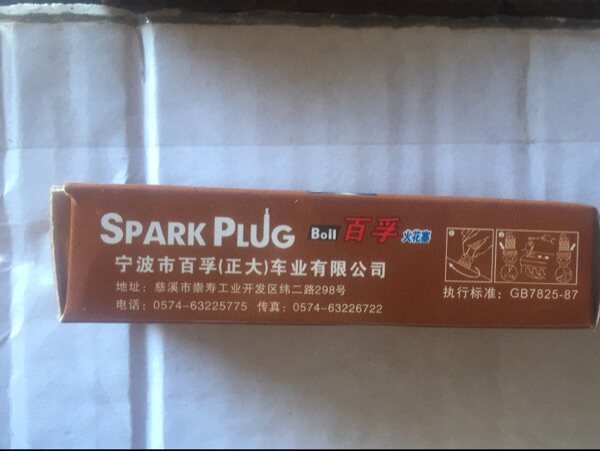 SPARK PLUG Boil 百孚 火花塞
宁波市百孚(正大)车业有限公司
地址：慈溪市崇寿工业开发区纬二路298号
电话：0574-63225775 传真：0574-63226722
执行标准：GB7825-87